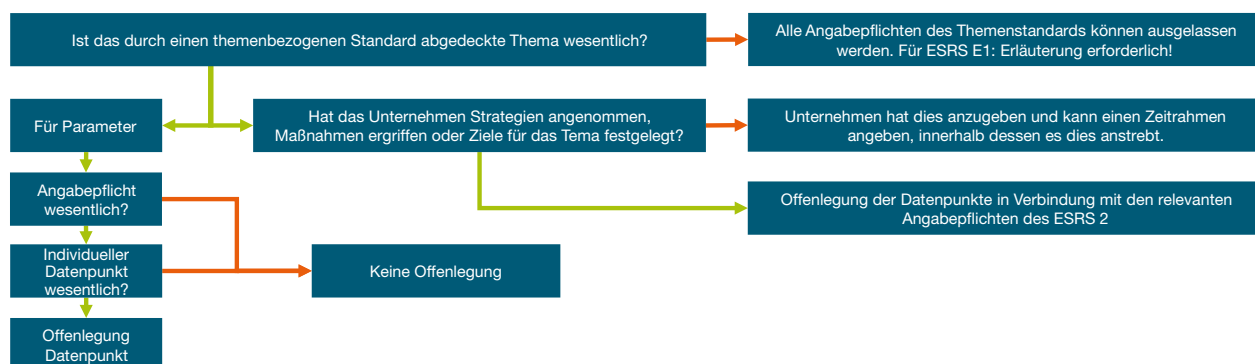 Ist das durch einen themenbezogenen Standard abgedeckte Thema wesentlich?
Alle Angabepflichten des Themenstandards können ausgelassen
werden. Für ESRS E1: Erläuterung erforderlich!
Für Parameter
Hat das Unternehmen Strategien angenommen,
Maßnahmen ergriffen oder Ziele für das Tema festgelegt?
Unternehmen hat dies anzugeben und kann einen Zeitrahmen
angeben, innerhalb dessen es dies anstrebt.
Angabepflicht
wesentlich?
Offenlegung der Datenpunkte in Verbindung mit den relevanten
Angabepflichten des ESRS 2
Individueller
Datenpunkt
wesentlich?
Keine Offenlegung
Offenlegung
Datenpunkt